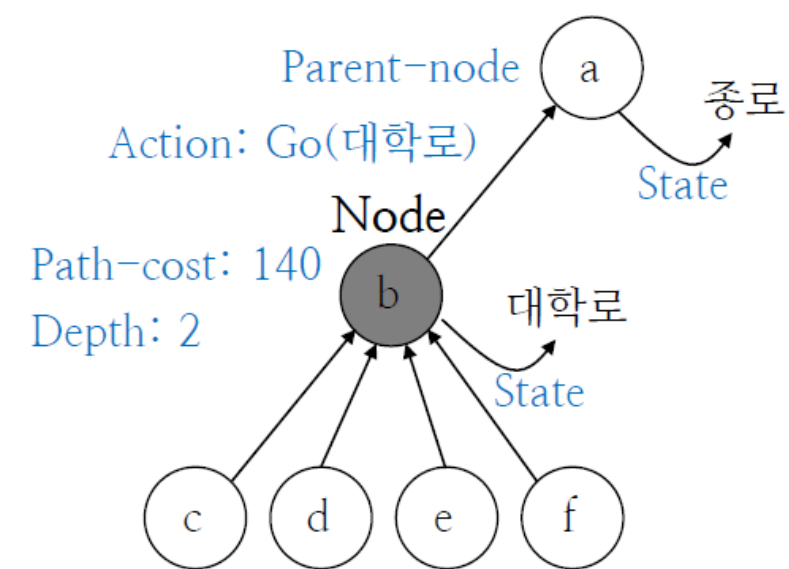 Parent-node
a
종로
Action: Go(대학로)
State
Node
Path-cost: 140
b
대학로
Depth: 2
State
c
d
e
f